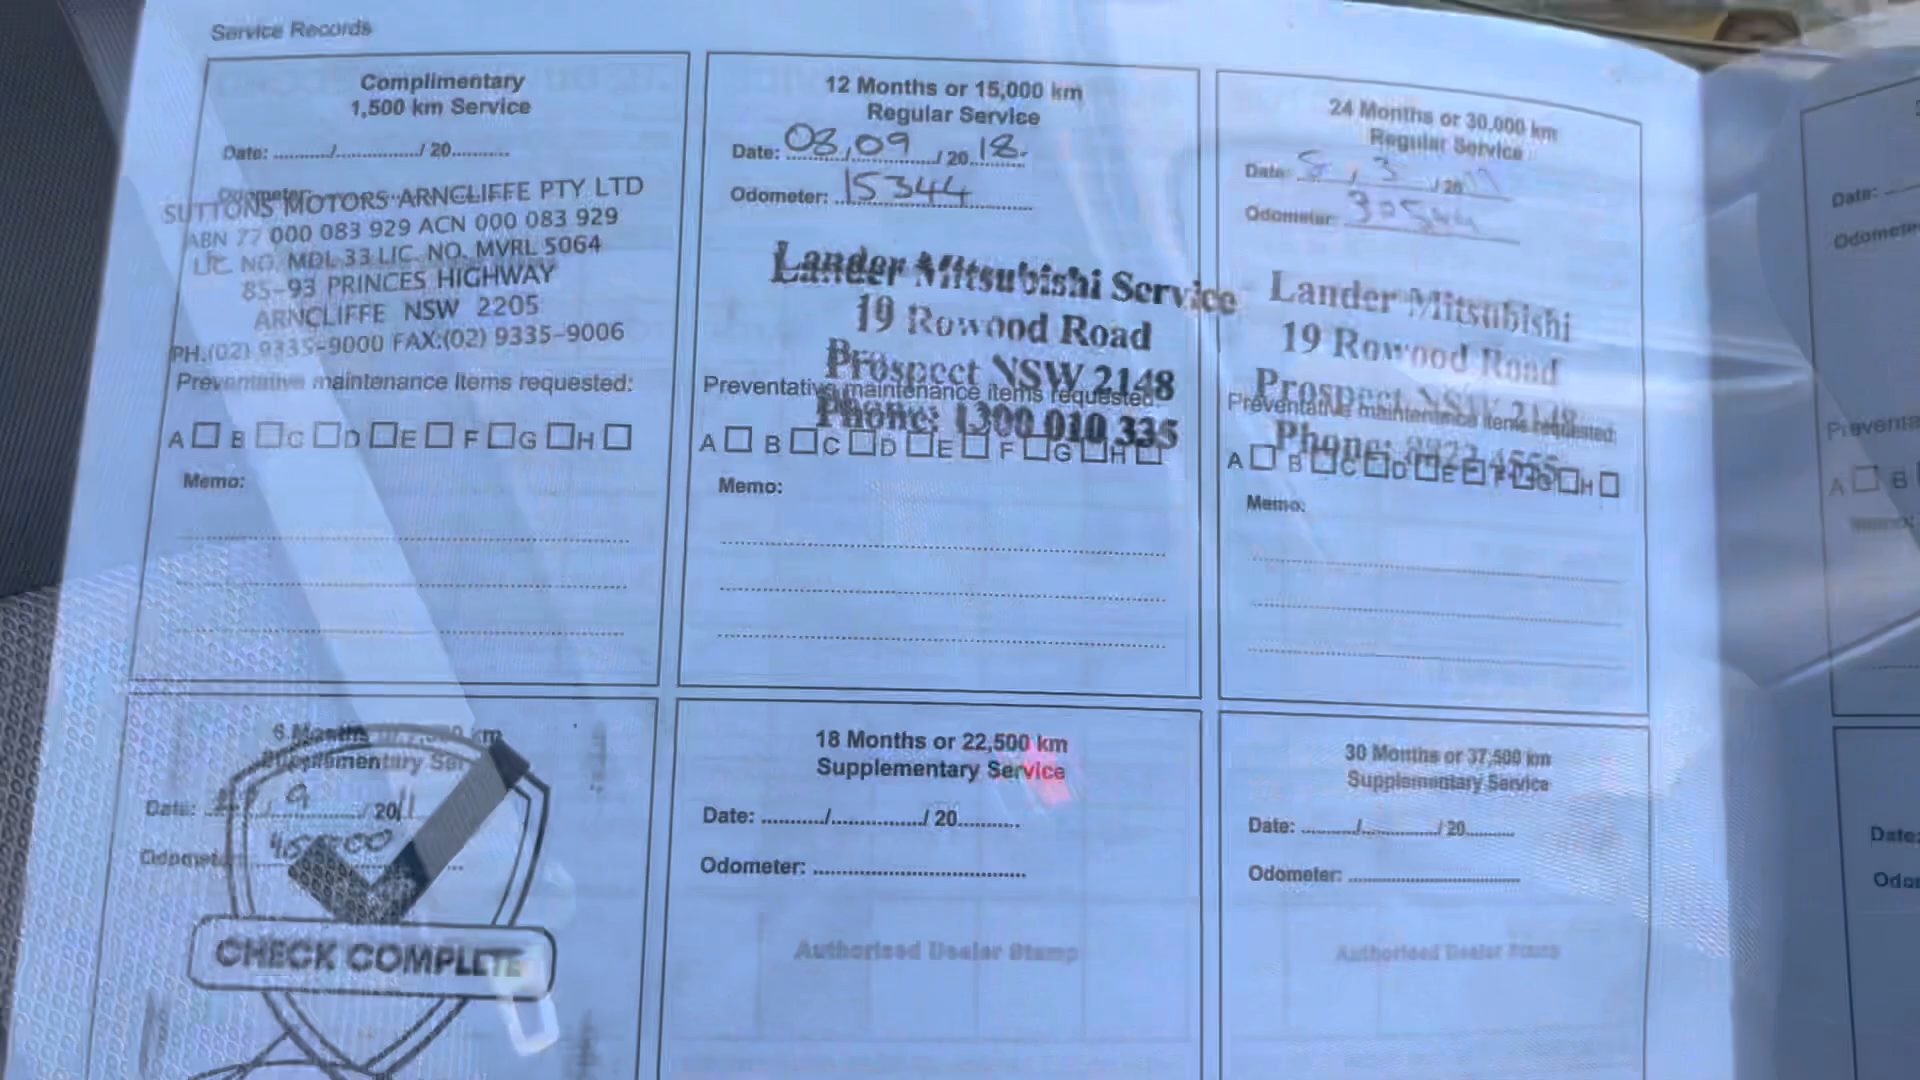 Service Records
Complimentary
1,500 km Service
Date: ........../................/ 20..........
Odometer:
SUTTONS MOTORS ARNCLIFFE PTY LTD
ABN 77 000 083 929 ACN 000 083 929
LIC NO. MDL 33 LIC. NO. MVRL 5064
85-93 PRINCES HIGHWAY
ARNCLIFFE NSW 2205
PH.(02) 9335-9000 FAX:(02) 9335-9006
Preventative maintenance items requested:
A B C D E F G H
Memo:
12 Months or 15,000 km
Regular Service
Date: 08,09 / 20 18.
Odometer: 15344
Lander Mitsubishi Service
19 Rowood Road
Prospect NSW 2148
Preventative maintenance items requested:
Phone: 1300 010 335
A B C D E F G H
Memo:
24 Months or 30,000 km
Regular Service
Date: 3 / 20
Odometer:
Lander Mitsubishi
19 Rowood Road
Prospect NSW 2148
Preventative maintenance items requested:
Phone:
A B C D E F G H
Memo:
6 Months km
Supplementary
Date: 9 / 20
Odometer
CHECK COMPLETE
18 Months or 22,500 km
Supplementary Service
Date: ........../................/ 20..........
Odometer: ................................
Authorised Dealer Stamp
30 Months or 37,500 km
Supplementary Service
Date: ........../................/ 20..........
Odometer: ................................
Authorised Dealer Stamp
Date:
A B
Date: